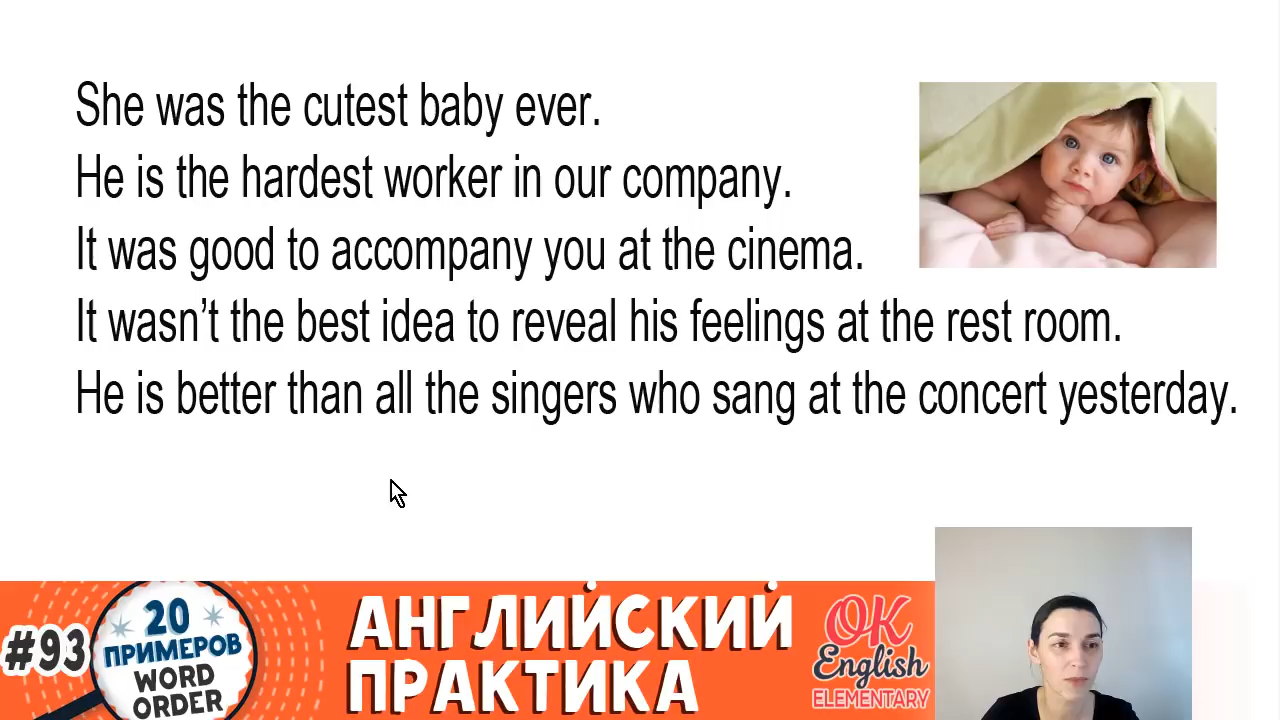 She was the cutest baby ever.
He is the hardest worker in our company.
It was good to accompany you at the cinema.
It wasn’t the best idea to reveal his feelings at the rest room.
He is better than all the singers who sang at the concert yesterday.
#93
20
ПРИМЕРОВ
WORD
ORDER
АНГЛИЙСКИЙ
ПРАКТИКА
OK
English
ELEMENTARY